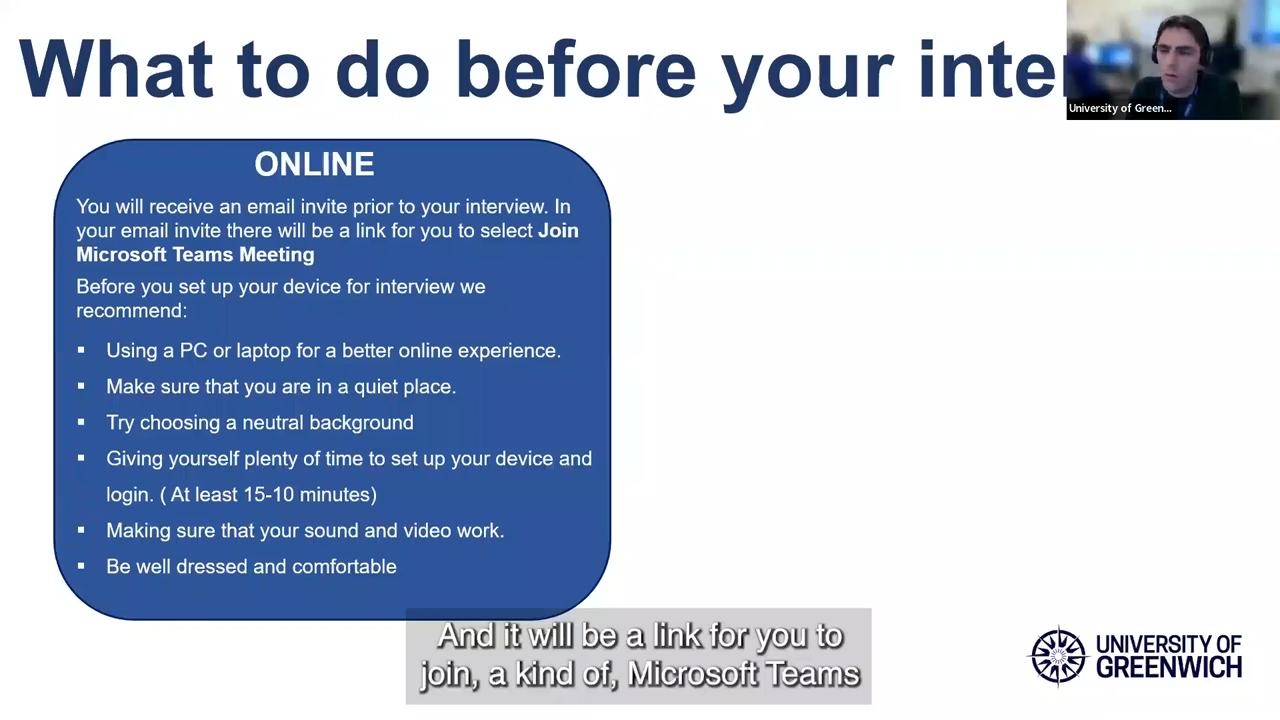 What to do before your inter
University of Green...
ONLINE
You will receive an email invite prior to your interview. In
your email invite there will be a link for you to select Join
Microsoft Teams Meeting
Before you set up your device for interview we
recommend:
▪ Using a PC or laptop for a better online experience.
▪ Make sure that you are in a quiet place.
▪ Try choosing a neutral background
▪ Giving yourself plenty of time to set up your device and
login. ( At least 15-10 minutes)
▪ Making sure that your sound and video work.
▪ Be well dressed and comfortable
And it will be a link for you to
join, a kind of, Microsoft Teams
UNIVERSITY OF
GREENWICH